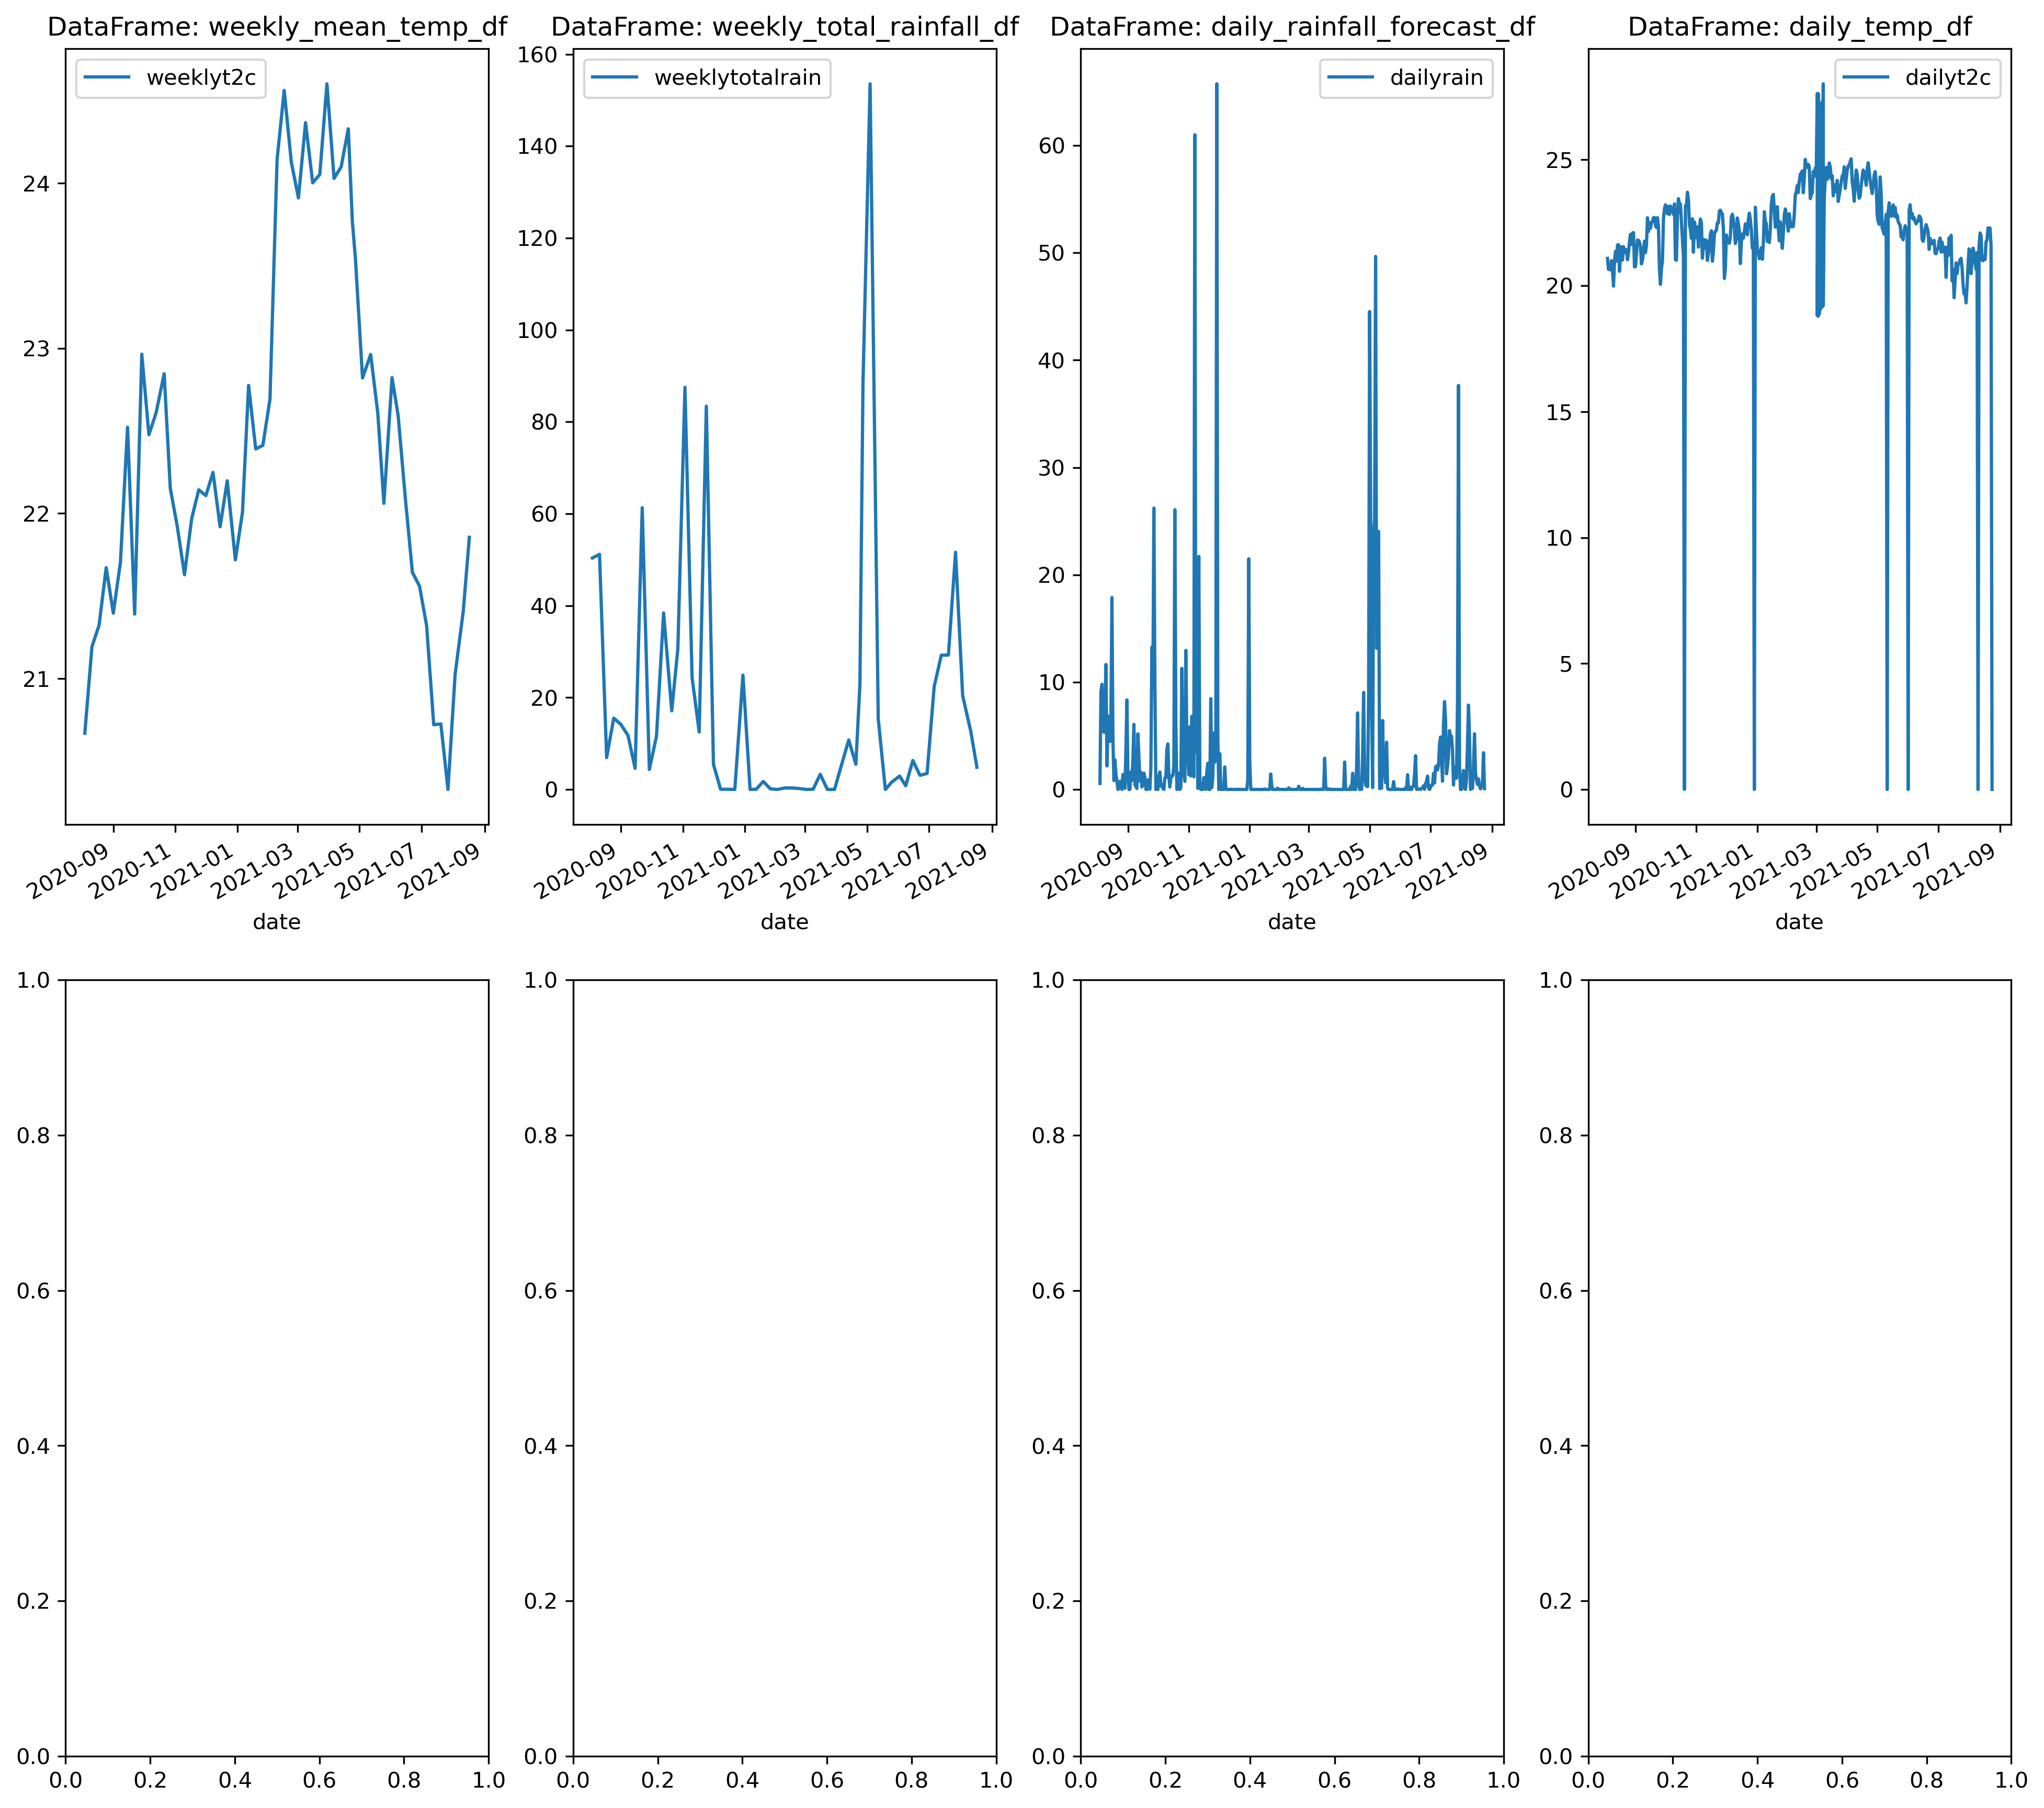 DataFrame: weekly_mean_temp_df
weeklyt2c
24
23
22
21
2020-09 2020-11 2021-01 2021-03 2021-05 2021-07 2021-09
date
DataFrame: weekly_total_rainfall_df
weeklytotalrain
160
140
120
100
80
60
40
20
0
2020-09 2020-11 2021-01 2021-03 2021-05 2021-07 2021-09
date
DataFrame: daily_rainfall_forecast_df
dailyrain
60
50
40
30
20
10
0
2020-09 2020-11 2021-01 2021-03 2021-05 2021-07 2021-09
date
DataFrame: daily_temp_df
dailyt2c
25
20
15
10
5
0
2020-09 2020-11 2021-01 2021-03 2021-05 2021-07 2021-09
date
1.0
0.8
0.6
0.4
0.2
0.0
0.0 0.2 0.4 0.6 0.8 1.0
1.0
0.8
0.6
0.4
0.2
0.0
0.0 0.2 0.4 0.6 0.8 1.0
1.0
0.8
0.6
0.4
0.2
0.0
0.0 0.2 0.4 0.6 0.8 1.0
1.0
0.8
0.6
0.4
0.2
0.0
0.0 0.2 0.4 0.6 0.8 1.0